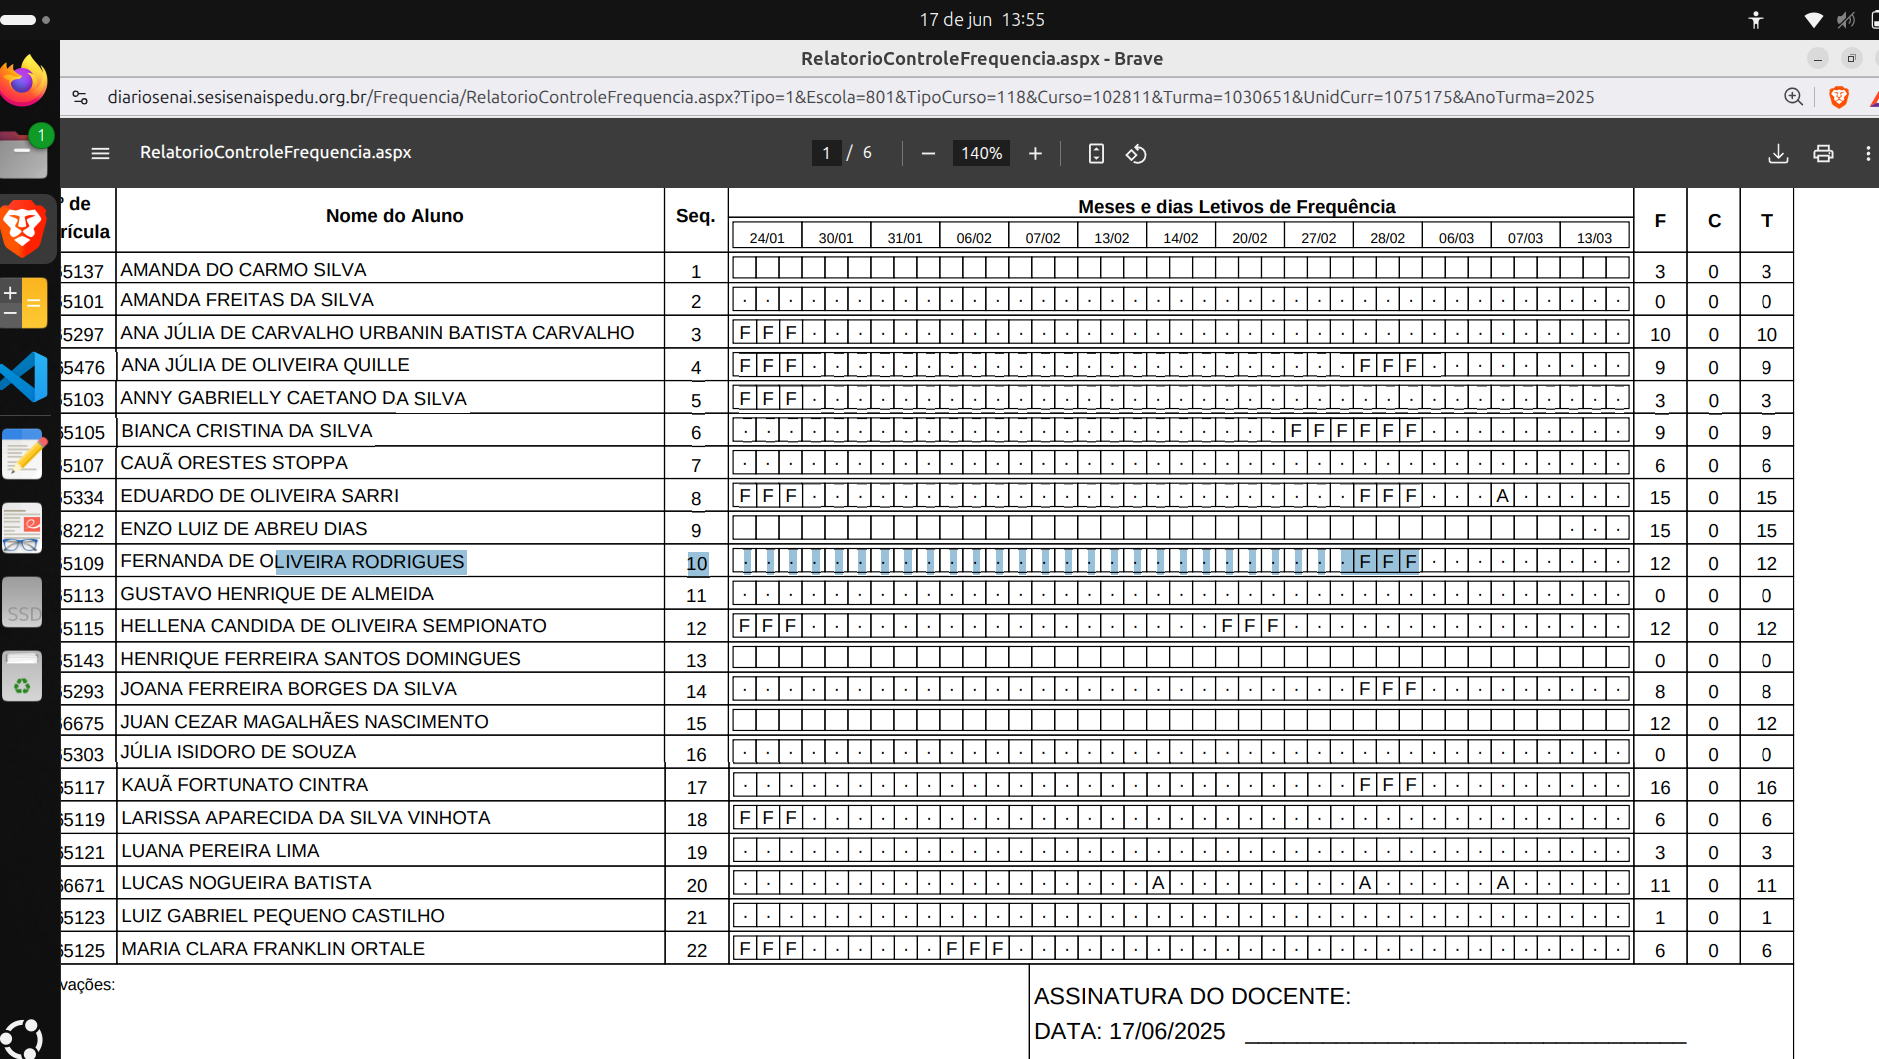 17 de jun 13:55
RelatorioControleFrequencia.aspx - Brave
diariosenai.sesisenaispedu.org.br/Frequencia/RelatorioControleFrequencia.aspx?Tipo=1&Escola=801&TipoCurso=118&Curso=102811&Turma=1030651&UnidCurr=1075175&AnoTurma=2025
1
RelatorioControleFrequencia.aspx 1 / 6 − 140% +
º de
rícula Nome do Aluno Seq. Meses e dias Letivos de Frequência F C T
24/01 30/01 31/01 06/02 07/02 13/02 14/02 20/02 27/02 28/02 06/03 07/03 13/03
5137 AMANDA DO CARMO SILVA 1 3 0 3
5101 AMANDA FREITAS DA SILVA 2 . . . . . . . . . . . . . . . . . . . . . . . . . . . . . . . . . . . . . . . 0 0 0
5297 ANA JÚLIA DE CARVALHO URBANIN BATISTA CARVALHO 3 F F F . . . . . . . . . . . . . . . . . . . . . . . . . . . . . . . . . . . . 10 0 10
65476 ANA JÚLIA DE OLIVEIRA QUILLE 4 F F F . . . . . . . . . . . . . . . . . . . . . . . . F F F . . . . . . . . . 9 0 9
5103 ANNY GABRIELLY CAETANO DA SILVA 5 F F F . . . . . . . . . . . . . . . . . . . . . . . . . . . . . . . . . . . . 3 0 3
65105 BIANCA CRISTINA DA SILVA 6 . . . . . . . . . . . . . . . . . . . . . . . . F F F F F F . . . . . . . . . 9 0 9
65107 CAUÃ ORESTES STOPPA 7 . . . . . . . . . . . . . . . . . . . . . . . . . . . . . . . . . . . . . . . 6 0 6
5334 EDUARDO DE OLIVEIRA SARRI 8 F F F . . . . . . . . . . . . . . . . . . . . . . . . F F F . . . A . . . . . 15 0 15
8212 ENZO LUIZ DE ABREU DIAS 9 . . . 15 0 15
5109 FERNANDA DE OLIVEIRA RODRIGUES 10 . . . . . . . . . . . . . . . . . . . . . . . . . . . F F F . . . . . . . . . 12 0 12
5113 GUSTAVO HENRIQUE DE ALMEIDA 11 . . . . . . . . . . . . . . . . . . . . . . . . . . . . . . . . . . . . . . . 0 0 0
5115 HELLENA CANDIDA DE OLIVEIRA SEMPIONATO 12 F F F . . . . . . . . . . . . . . . . . . F F F . . . . . . . . . . . . . . . 12 0 12
5143 HENRIQUE FERREIRA SANTOS DOMINGUES 13 0 0 0
5293 JOANA FERREIRA BORGES DA SILVA 14 . . . . . . . . . . . . . . . . . . . . . . . . . . . F F F . . . . . . . . . 8 0 8
6675 JUAN CEZAR MAGALHÃES NASCIMENTO 15 12 0 12
5303 JÚLIA ISIDORO DE SOUZA 16 . . . . . . . . . . . . . . . . . . . . . . . . . . . . . . . . . . . . . . . 0 0 0
65117 KAUÃ FORTUNATO CINTRA 17 . . . . . . . . . . . . . . . . . . . . . . . . . . . F F F . . . . . . . . . 16 0 16
65119 LARISSA APARECIDA DA SILVA VINHOTA 18 F F F . . . . . . . . . . . . . . . . . . . . . . . . . . . . . . . . . . . . 6 0 6
65121 LUANA PEREIRA LIMA 19 . . . . . . . . . . . . . . . . . . . . . . . . . . . . . . . . . . . . . . . 3 0 3
66671 LUCAS NOGUEIRA BATISTA 20 . . . . . . . . . . . . . . . . . . A . . . . . . . . A . . . . . A . . . . . 11 0 11
65123 LUIZ GABRIEL PEQUENO CASTILHO 21 . . . . . . . . . . . . . . . . . . . . . . . . . . . . . . . . . . . . . . . 1 0 1
65125 MARIA CLARA FRANKLIN ORTALE 22 F F F . . . . . . F F F . . . . . . . . . . . . . . . . . . . . . . . . . . . 6 0 6
vações:
ASSINATURA DO DOCENTE:
DATA: 17/06/2025
SSD